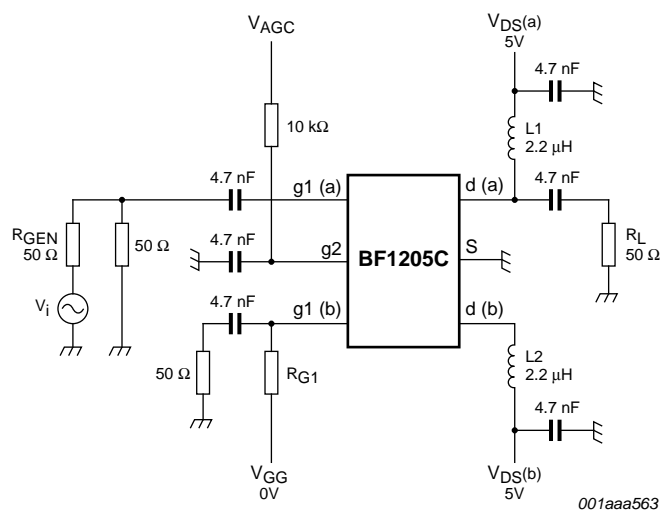 VAGC
VDS(a)
5V
4.7 nF
10 kΩ
L1
2.2 μH
4.7 nF
g1 (a)
d (a)
4.7 nF
RGEN
50 Ω
50 Ω
RL
50 Ω
4.7 nF
g2
BF1205C
S
Vi
4.7 nF
g1 (b)
d (b)
50 Ω
RG1
L2
2.2 μH
4.7 nF
VGG
0V
VDS(b)
5V
001aaa563